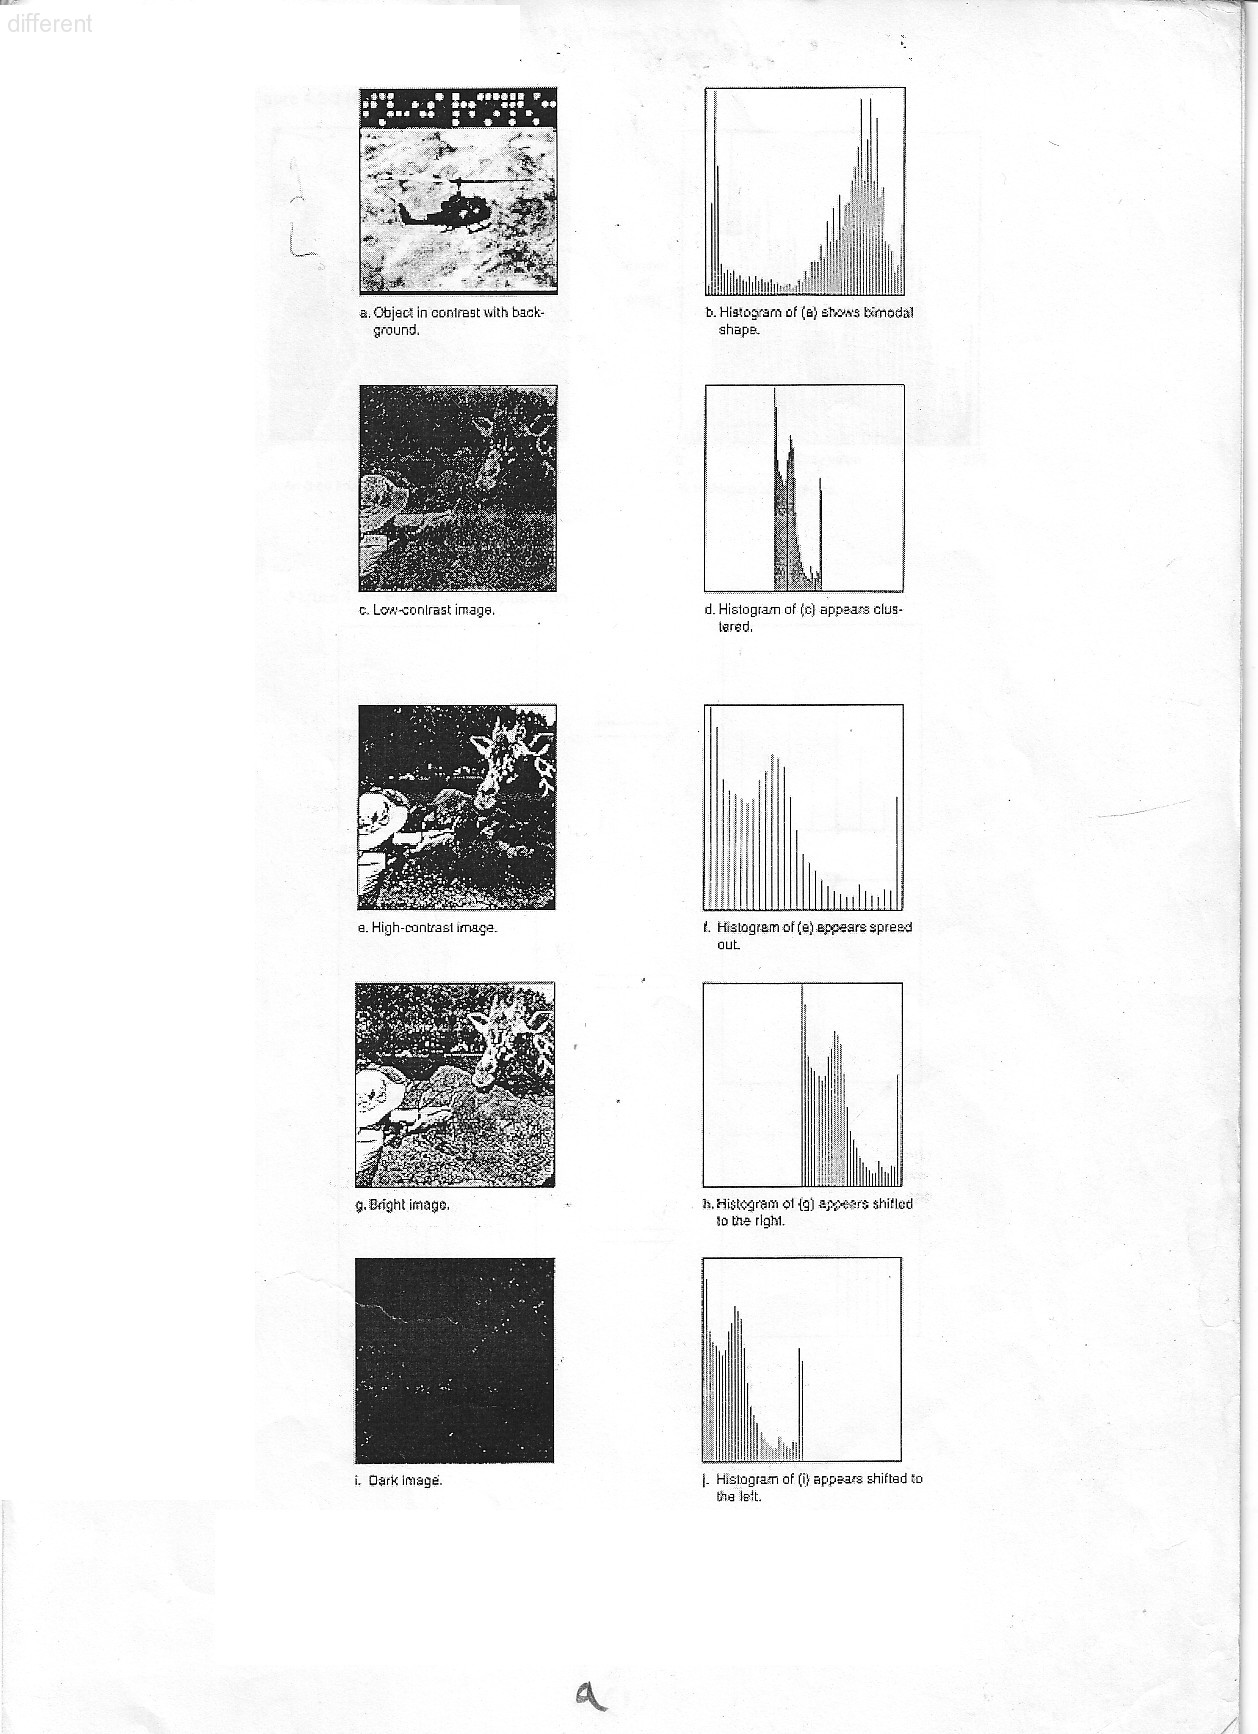 different
a. Object in contrast with back-
ground.
b. Histogram of (a) shows bimodal
shape.
c. Low-contrast image.
d. Histogram of (c) appears clus-
tered.
e. High-contrast image.
f. Histogram of (e) appears spread
out.
g. Bright image.
h. Histogram of (g) appears shifted
to the right.
i. Dark image.
j. Histogram of (i) appears shifted to
the left.
a